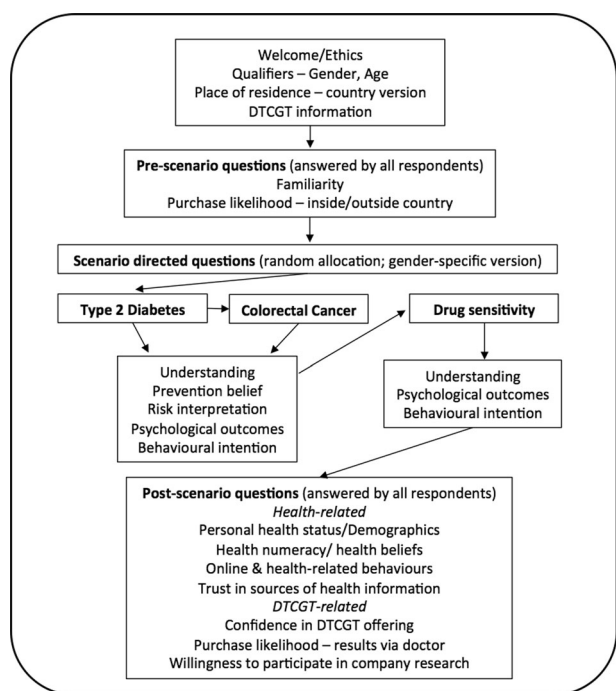 Welcome/Ethics
Qualifiers – Gender, Age
Place of residence – country version
DTCGT information
Pre-scenario questions (answered by all respondents)
Familiarity
Purchase likelihood – inside/outside country
Scenario directed questions (random allocation; gender-specific version)
Type 2 Diabetes
Colorectal Cancer
Drug sensitivity
Understanding
Prevention belief
Risk interpretation
Psychological outcomes
Behavioural intention
Understanding
Psychological outcomes
Behavioural intention
Post-scenario questions (answered by all respondents)
Health-related
Personal health status/Demographics
Health numeracy/ health beliefs
Online & health-related behaviours
Trust in sources of health information
DTCGT-related
Confidence in DTCGT offering
Purchase likelihood – results via doctor
Willingness to participate in company research